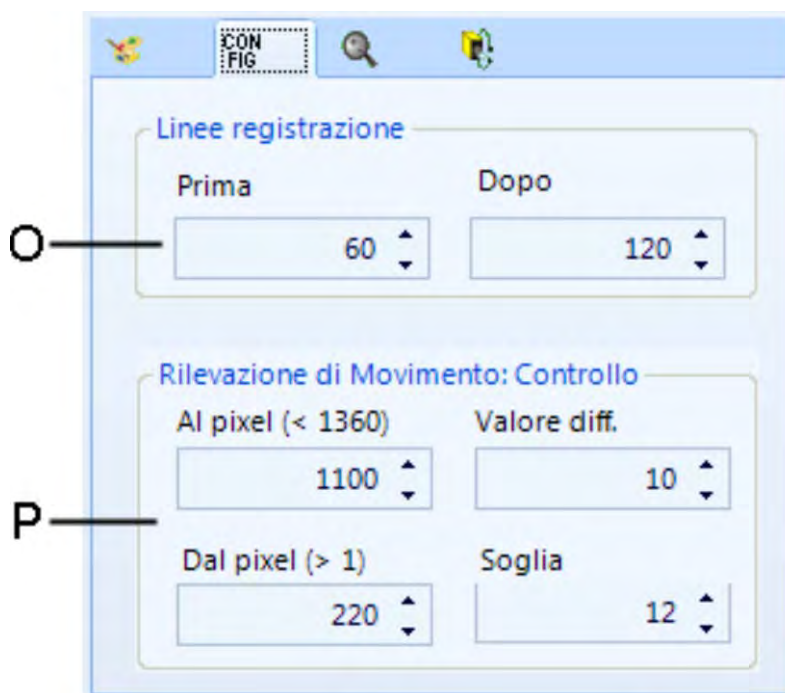 CON
FIG
Linee registrazione
Prima Dopo
O 60 120
Rilevazione di Movimento: Controllo
Al pixel (< 1360) Valore diff.
1100 10
P
Dal pixel (> 1) Soglia
220 12